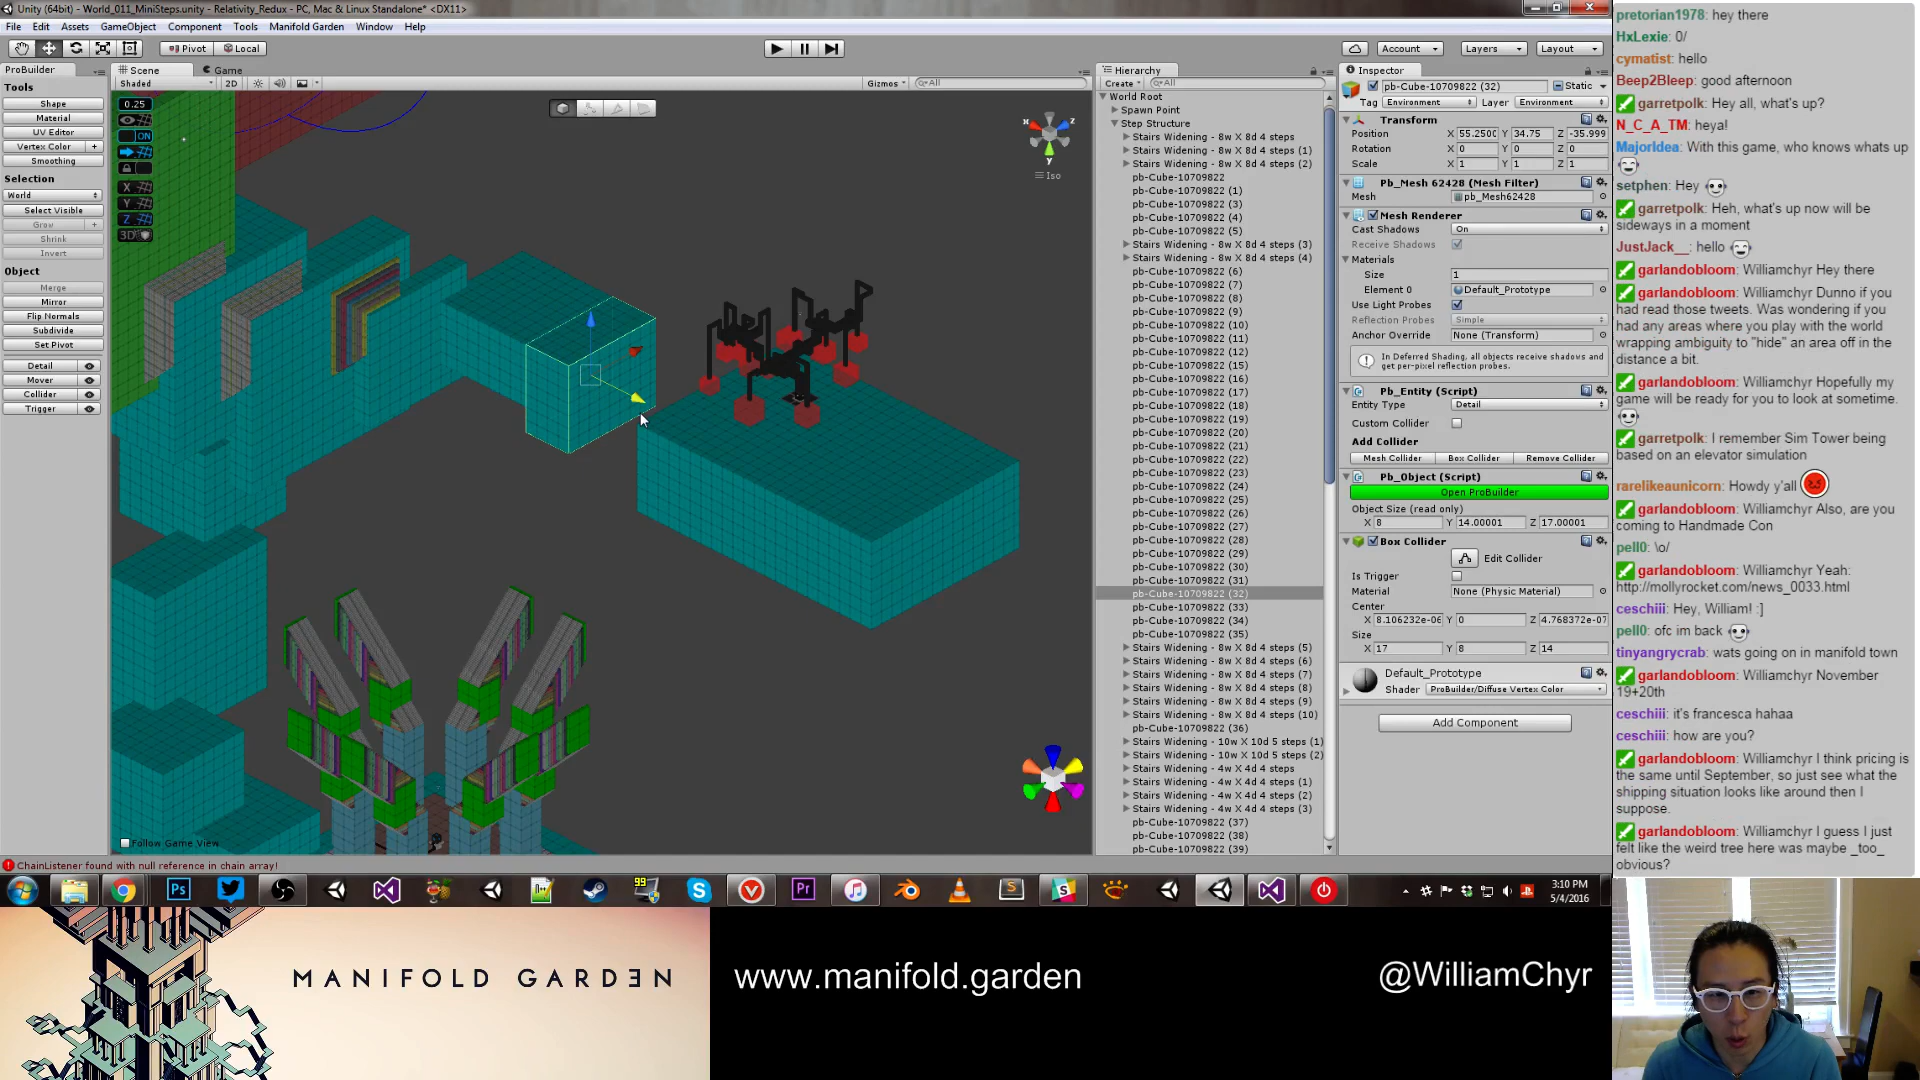 Unity (64bit) - World_011_MiniSteps.unity - Relativity_Redux - PC, Mac & Linux Standalone* <DX11>
File Edit Assets GameObject Component Tools Manifold Garden Window Help
Pivot Local Account Layers Layout
ProBuilder Scene Game Hierarchy Inspector
Shaded 2D Gizmos All Create All
Tools
Shape
Material
UV Editor
Vertex Color +
Smoothing
Selection
World
Select Visible
Grow +
Shrink
Invert
Object
Merge
Mirror
Flip Normals
Subdivide
Set Pivot
Detail
Mover
Collider
Trigger
0.25
ON
X
Y
Z
3D
x z
y
Iso
Follow Game View
World Root
Spawn Point
Step Structure
Stairs Widening - 8w X 8d 4 steps
Stairs Widening - 8w X 8d 4 steps (1)
Stairs Widening - 8w X 8d 4 steps (2)
pb-Cube-10709822
pb-Cube-10709822 (1)
pb-Cube-10709822 (3)
pb-Cube-10709822 (4)
pb-Cube-10709822 (5)
Stairs Widening - 8w X 8d 4 steps (3)
Stairs Widening - 8w X 8d 4 steps (4)
pb-Cube-10709822 (6)
pb-Cube-10709822 (7)
pb-Cube-10709822 (8)
pb-Cube-10709822 (9)
pb-Cube-10709822 (10)
pb-Cube-10709822 (11)
pb-Cube-10709822 (12)
pb-Cube-10709822 (15)
pb-Cube-10709822 (16)
pb-Cube-10709822 (17)
pb-Cube-10709822 (18)
pb-Cube-10709822 (19)
pb-Cube-10709822 (20)
pb-Cube-10709822 (21)
pb-Cube-10709822 (22)
pb-Cube-10709822 (23)
pb-Cube-10709822 (24)
pb-Cube-10709822 (25)
pb-Cube-10709822 (26)
pb-Cube-10709822 (27)
pb-Cube-10709822 (28)
pb-Cube-10709822 (29)
pb-Cube-10709822 (30)
pb-Cube-10709822 (31)
pb-Cube-10709822 (32)
pb-Cube-10709822 (33)
pb-Cube-10709822 (34)
pb-Cube-10709822 (35)
Stairs Widening - 8w X 8d 4 steps (5)
Stairs Widening - 8w X 8d 4 steps (6)
Stairs Widening - 8w X 8d 4 steps (7)
Stairs Widening - 8w X 8d 4 steps (8)
Stairs Widening - 8w X 8d 4 steps (9)
Stairs Widening - 8w X 8d 4 steps (10)
pb-Cube-10709822 (36)
Stairs Widening - 10w X 10d 5 steps (1)
Stairs Widening - 10w X 10d 5 steps (2)
Stairs Widening - 4w X 4d 4 steps
Stairs Widening - 4w X 4d 4 steps (1)
Stairs Widening - 4w X 4d 4 steps (2)
Stairs Widening - 4w X 4d 4 steps (3)
pb-Cube-10709822 (37)
pb-Cube-10709822 (38)
pb-Cube-10709822 (39)
pb-Cube-10709822 (32) Static
Tag Environment Layer Environment
Transform
Position X 55.2500 Y 34.75 Z -35.999
Rotation X 0 Y 0 Z 0
Scale X 1 Y 1 Z 1
Pb_Mesh 62428 (Mesh Filter)
Mesh pb_Mesh62428
Mesh Renderer
Cast Shadows On
Receive Shadows
Materials
Size 1
Element 0 Default_Prototype
Use Light Probes
Reflection Probes Simple
Anchor Override None (Transform)
In Deferred Shading, all objects receive shadows and
get per-pixel reflection probes.
Pb_Entity (Script)
Entity Type Detail
Custom Collider
Add Collider
Mesh Collider Box Collider Remove Collider
Pb_Object (Script)
Open ProBuilder
Object Size (read only)
X 8 Y 14.00001 Z 17.00001
Box Collider
Edit Collider
Is Trigger
Material None (Physic Material)
Center
X 8.106232e-06 Y 0 Z 4.768372e-07
Size
X 17 Y 8 Z 14
Default_Prototype
Shader ProBuilder/Diffuse Vertex Color
Add Component
ChainListener found with null reference in chain array!
Ps 99 Pr S
3:10 PM
5/4/2016
pretorian1978: hey there
HxLexie: 0/
cymatist: hello
Beep2Bleep: good afternoon
garretpolk: Hey all, what's up?
N_C_A_TM: heya!
MajorIdea: With this game, who knows whats up
setphen: Hey
garretpolk: Heh, what's up now will be
sideways in a moment
JustJack__: hello
garlandobloom: Williamchyr Hey there
garlandobloom: Williamchyr Dunno if you
had read those tweets. Was wondering if you
had any areas where you play with the world
wrapping ambiguity to "hide" an area off in the
distance a bit.
garlandobloom: Williamchyr Hopefully my
game will be ready for you to look at sometime.
garretpolk: I remember Sim Tower being
based on an elevator simulation
rarelikeaunicorn: Howdy y'all
garlandobloom: Williamchyr Also, are you
coming to Handmade Con
pell0: \o/
garlandobloom: Williamchyr Yeah:
http://mollyrocket.com/news_0033.html
ceschiii: Hey, William! :]
pell0: ofc im back
tinyangrycrab: wats going on in manifold town
garlandobloom: Williamchyr November
19+20th
ceschiii: it's francesca hahaa
ceschiii: how are you?
garlandobloom: Williamchyr I think pricing is
the same until September, so just see what the
shipping situation looks like around then I
suppose.
garlandobloom: Williamchyr I guess I just
felt like the weird tree here was maybe _too_
obvious?
MANIFOLD GARDƎN
www.manifold.garden
@WilliamChyr